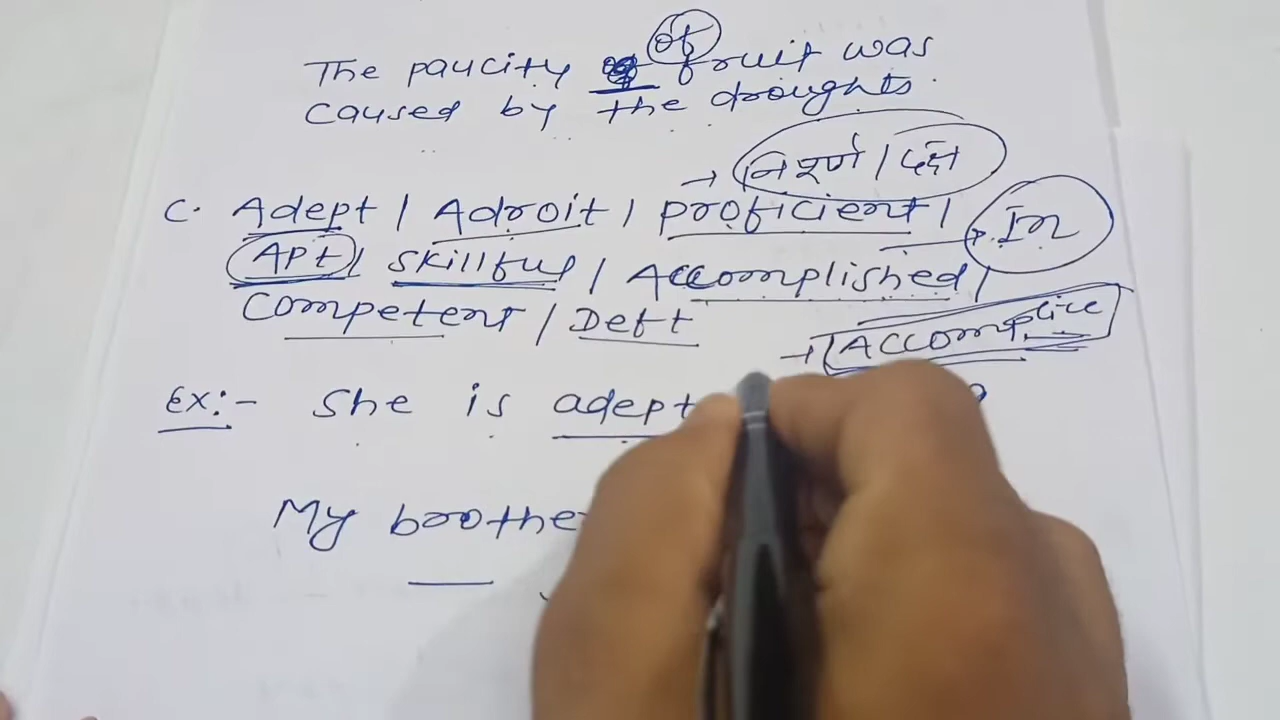 The paucity of fruit was
caused by the droughts.
→ निपूर्ण / दक्ष
C. Adept / Adroit / proficient /
Apt / skillful / Accomplished / → In
competent / Deft
→ Accomplice
Ex:- She is adept
My brother